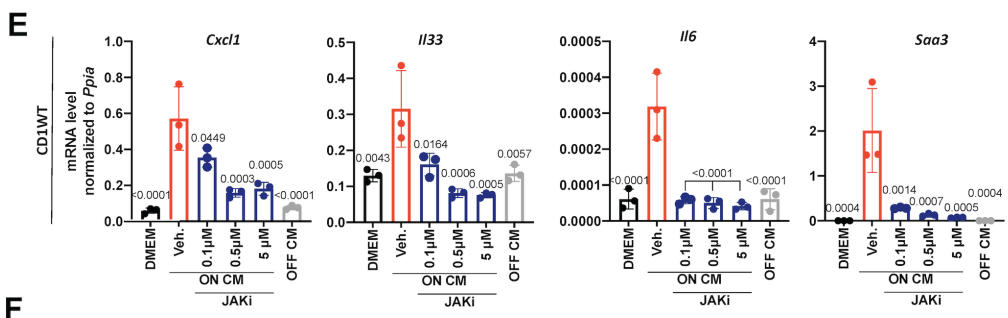 E
CD1WT
mRNA level
normalized to Ppia
Cxcl1
1.0
0.8
0.6
0.4
0.2
0.0
<0.0001
0.0449
0.0003
0.0005
<0.0001
DMEM
Veh.
0.1µM
0.5µM
5 µM
OFF CM
ON CM
JAKi
Il33
0.5
0.4
0.3
0.2
0.1
0.0
0.0043
0.0164
0.0006
0.0005
0.0057
DMEM
Veh.
0.1µM
0.5µM
5 µM
OFF CM
ON CM
JAKi
Il6
0.0005
0.0004
0.0003
0.0002
0.0001
0.0000
<0.0001
<0.0001
<0.0001
DMEM
Veh.
0.1µM
0.5µM
5 µM
OFF CM
ON CM
JAKi
Saa3
4
3
2
1
0
0.0004
0.0014
0.0007
0.0005
0.0004
DMEM
Veh.
0.1µM
0.5µM
5 µM
OFF CM
ON CM
JAKi
F